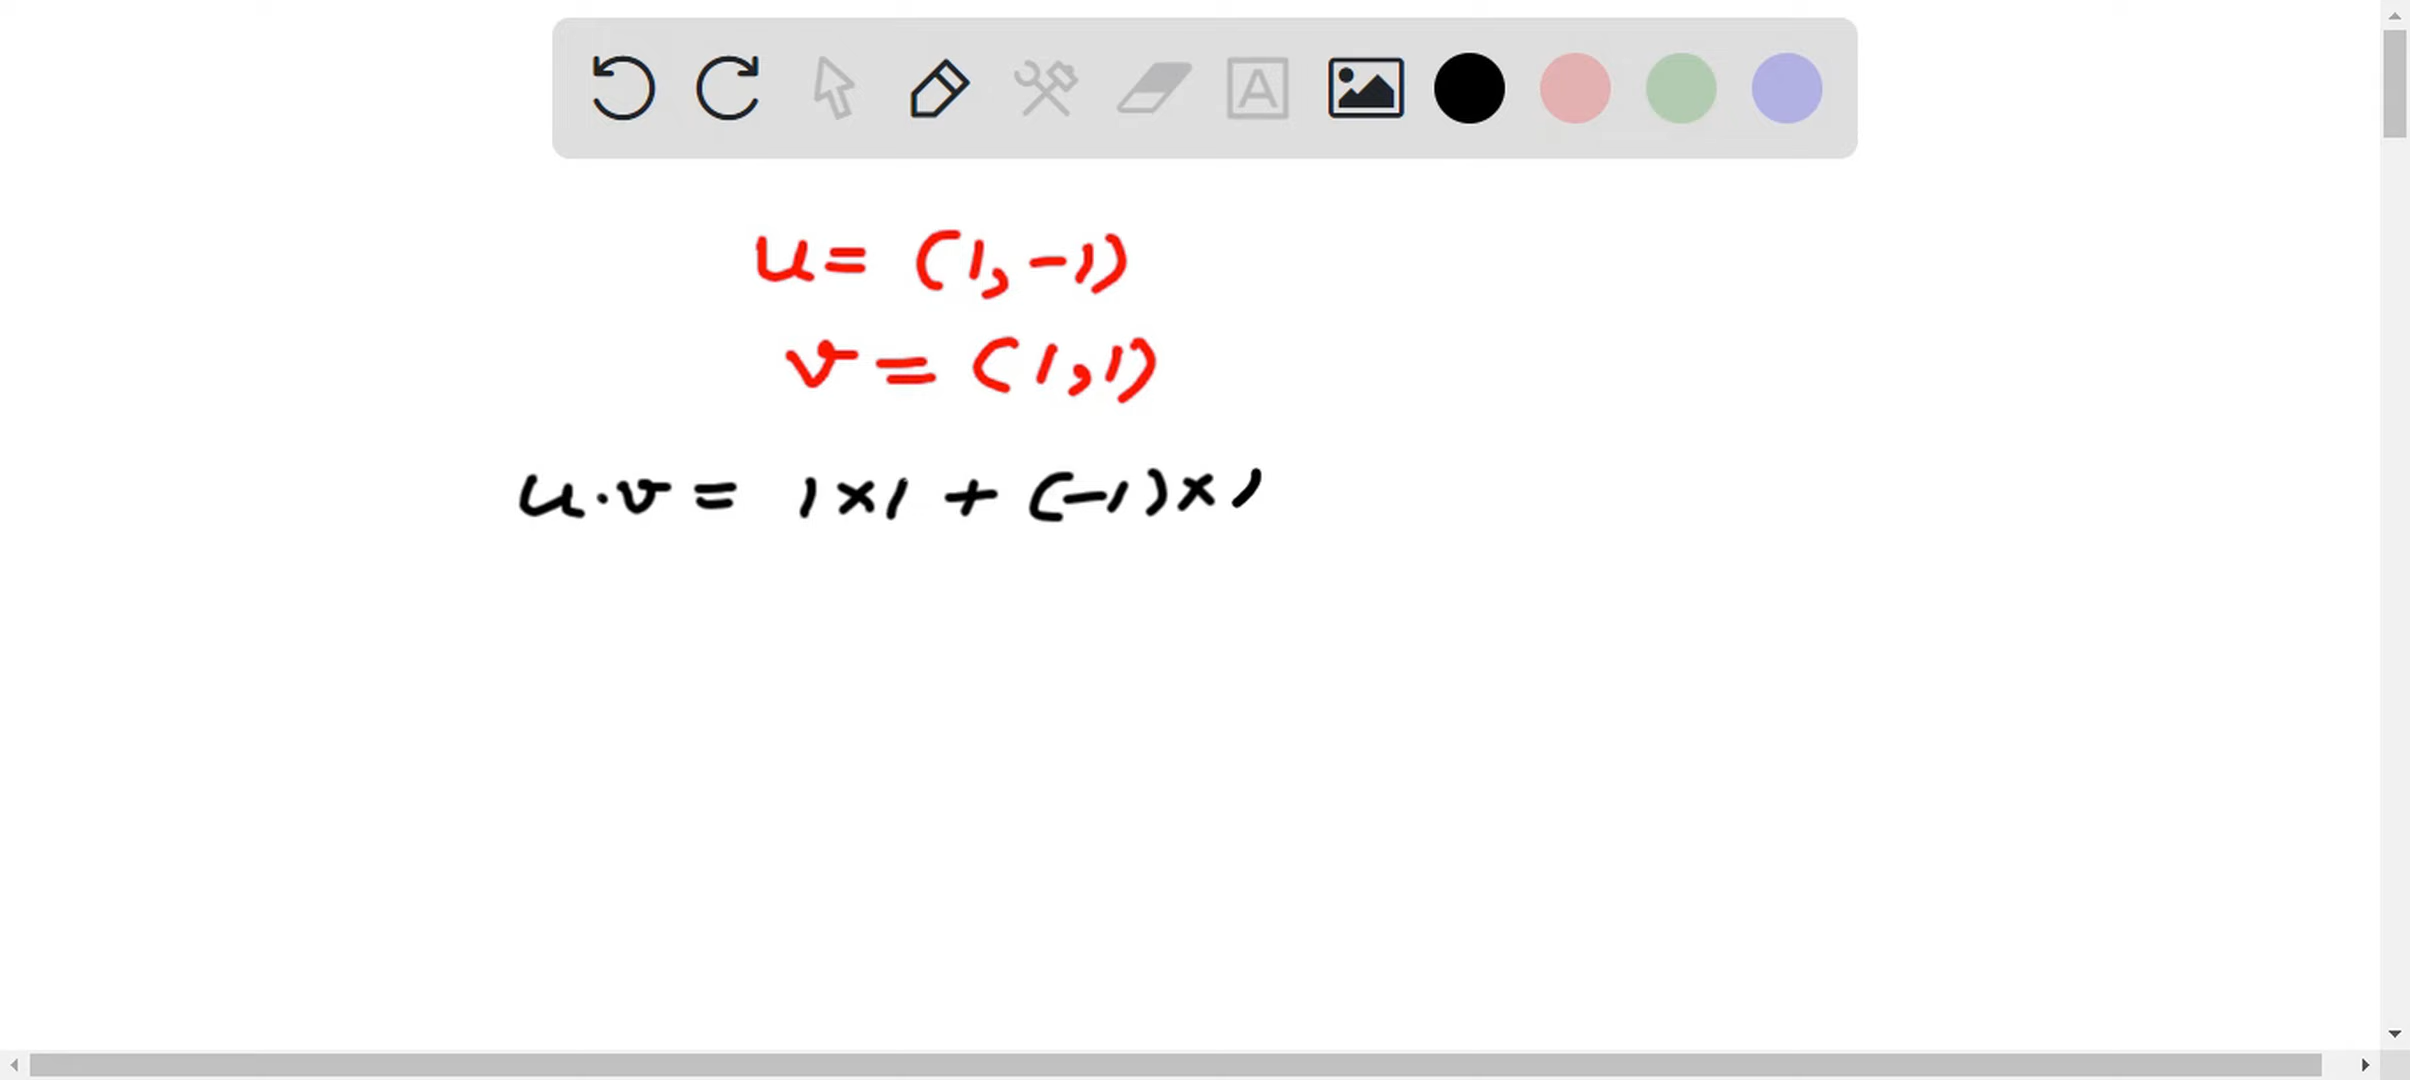 u= (1, -1)
v = (1,1)
u·v = 1×1 + (-1)×1